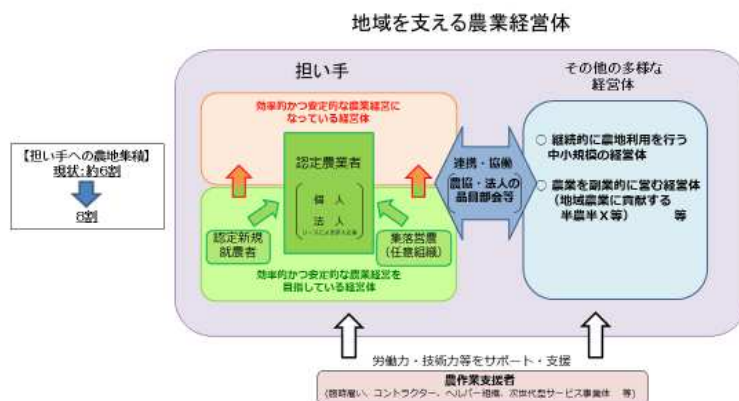 地域を支える農業経営体
担い手
その他の多様な
経営体
効率的かつ安定的な農業経営に
なっている経営体
認定農業者
個 人
法 人
認定新規
就農者
集落営農
(任意組織)
効率的かつ安定的な農業経営を
目指している経営体
【担い手への農地集積】
現状:約6割
8割
連携・協働
農協・法人の
品目部会等
○ 継続的に農地利用を行う
中小規模の経営体
○ 農業を副業的に営む経営体
(地域農業に貢献する
半農半X等) 等
労働力・技術力等をサポート・支援
農作業支援者
(臨時雇い、コントラクター、ヘルパー組織、次世代型サービス事業体 等)